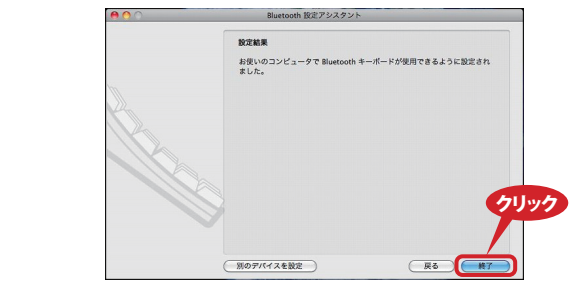 Bluetooth 設定アシスタント
設定結果
お使いのコンピュータで Bluetooth キーボードが使用できるように設定され
ました。
クリック
別のデバイスを設定
戻る
終了